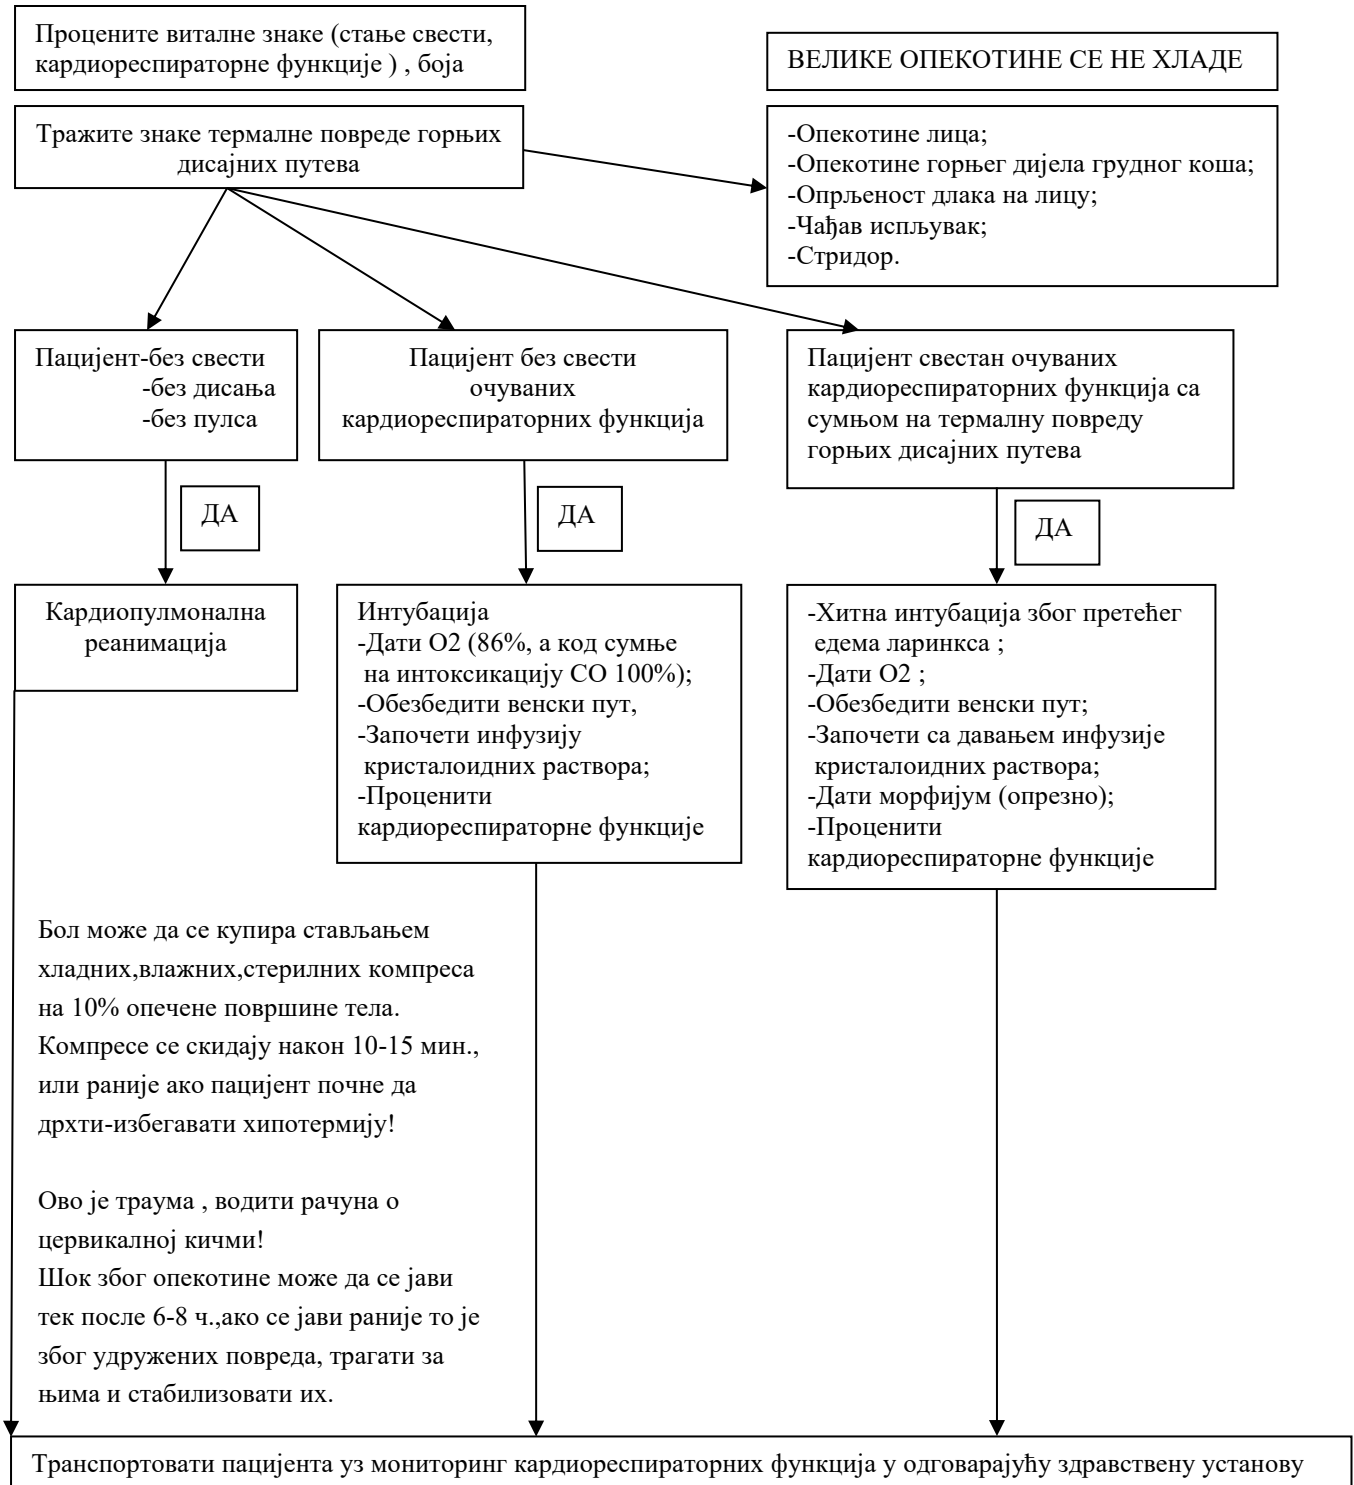 Процените виталне знаке (стање свести,
кардиореспираторне функције ) , боја
ВЕЛИКЕ ОПЕКОТИНЕ СЕ НЕ ХЛАДЕ
Тражите знаке термалне повреде горњих
дисајних путева
-Опекотине лица;
-Опекотине горњег дијела грудног коша;
-Опрљеност длака на лицу;
-Чађав испљувак;
-Стридор.
Пацијент-без свести
-без дисања
-без пулса
Пацијент без свести
очуваних
кардиореспираторних функција
Пацијент свестан очуваних
кардиореспираторних функција са
сумњом на термалну повреду
горњих дисајних путева
ДА
ДА
ДА
Кардиопулмонална
реанимација
Интубација
-Дати О2 (86%, а код сумње
на интоксикацију СО 100%);
-Обезбедити венски пут,
-Започети инфузију
кристалоидних раствора;
-Проценити
кардиореспираторне функције
-Хитна интубација због претећег
едема ларинкса ;
-Дати О2 ;
-Обезбедити венски пут;
-Започети са давањем инфузије
кристалоидних раствора;
-Дати морфијум (опрезно);
-Проценити
кардиореспираторне функције
Бол може да се купира стављањем
хладних,влажних,стерилних компреса
на 10% опечене површине тела.
Компресе се скидају након 10-15 мин.,
или раније ако пацијент почне да
дрхти-избегавати хипотермију!
Ово је траума , водити рачуна о
цервикалној кичми!
Шок због опекотине може да се јави
тек после 6-8 ч.,ако се јави раније то је
због удружених повреда, трагати за
њима и стабилизовати их.
Транспортовати пацијента уз мониторинг кардиореспираторних функција у одговарајућу здравствену установу